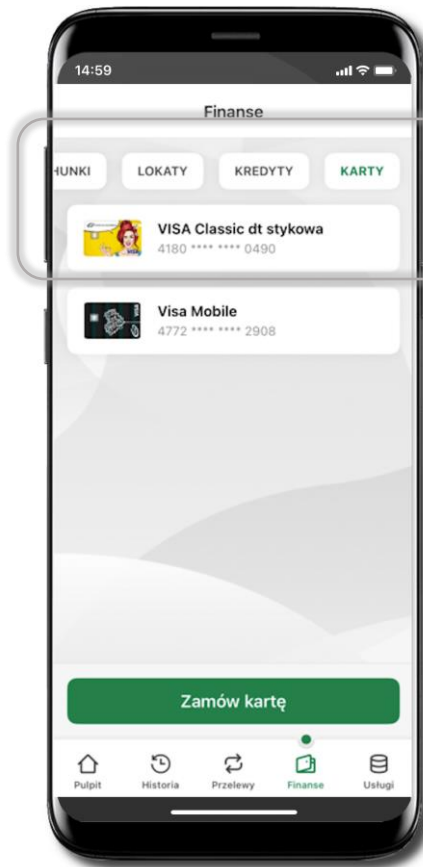 14:59
Finanse
HUNKI LOKATY KREDYTY KARTY
VISA Classic dt stykowa
4180 **** **** 0490
Visa Mobile
4772 **** **** 2908
Zamów kartę
Pulpit Historia Przelewy Finanse Usługi